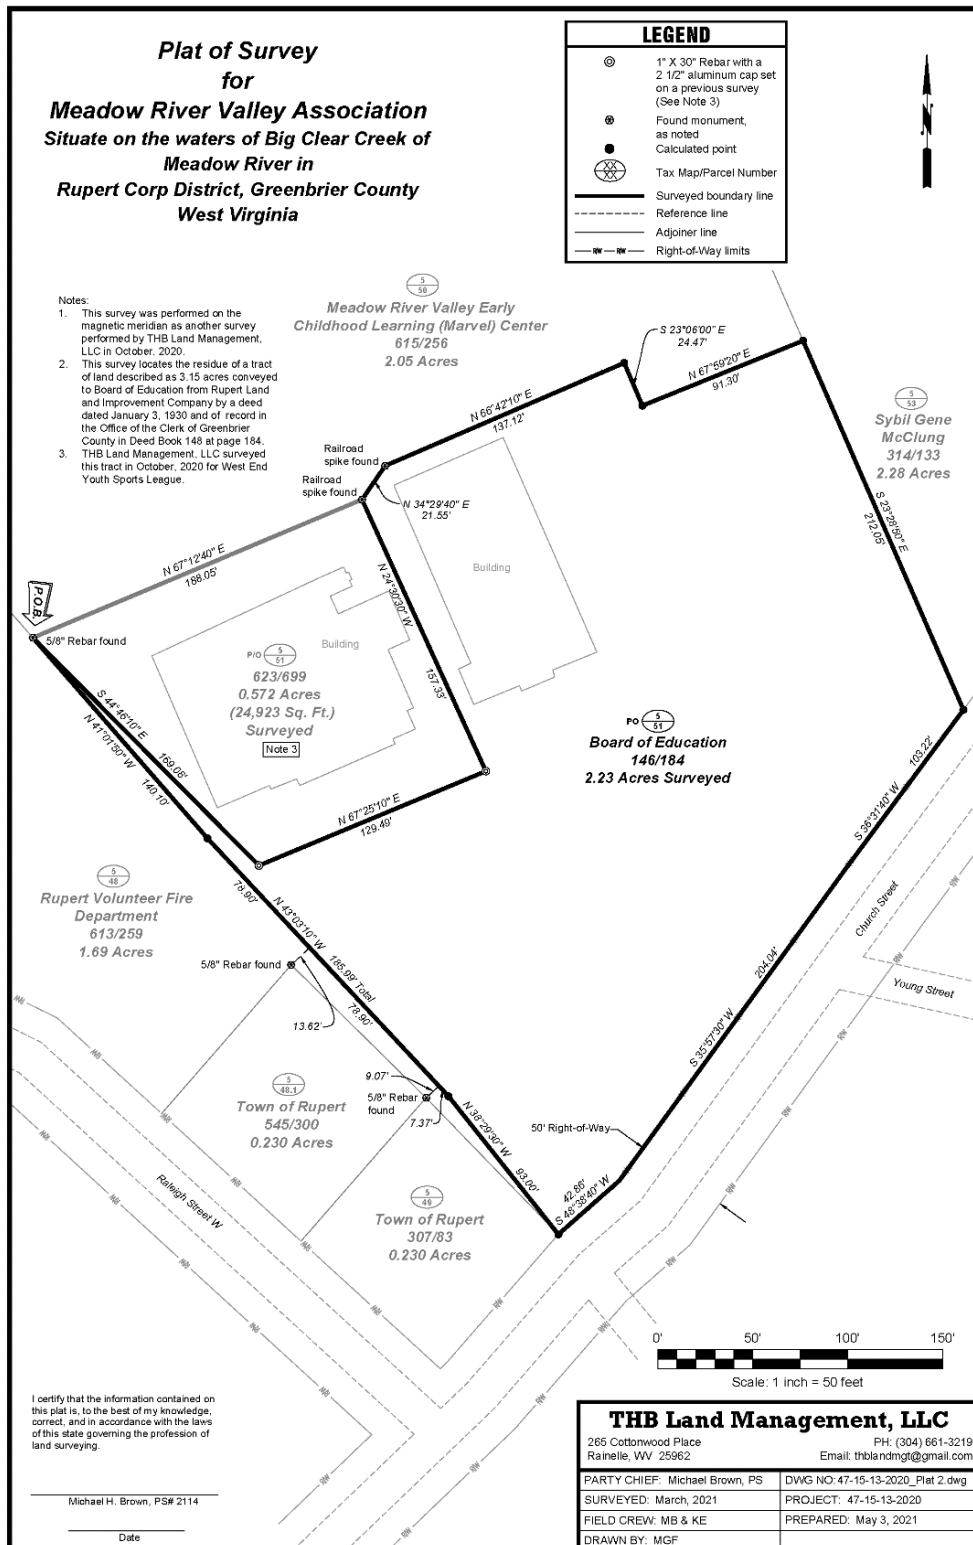 Plat of Survey
for
Meadow River Valley Association
Situate on the waters of Big Clear Creek of
Meadow River in
Rupert Corp District, Greenbrier County
West Virginia
LEGEND
1" X 30" Rebar with a
2 1/2" aluminum cap set
on a previous survey
(See Note 3)
Found monument,
as noted
Calculated point
XX
XX
Tax Map/Parcel Number
Surveyed boundary line
Reference line
Adjoiner line
RW RW
Right-of-Way limits
N
Notes:
1. This survey was performed on the
magnetic meridian as another survey
performed by THB Land Management,
LLC in October, 2020.
2. This survey locates the residue of a tract
of land described as 3.15 acres conveyed
to Board of Education from Rupert Land
and Improvement Company by a deed
dated January 3, 1930 and of record in
the Office of the Clerk of Greenbrier
County in Deed Book 148 at page 184.
3. THB Land Management, LLC surveyed
this tract in October, 2020 for West End
Youth Sports League.
5
50
Meadow River Valley Early
Childhood Learning (Marvel) Center
615/256
2.05 Acres
S 23°06'00" E
24.47'
N 67°59'20" E
91.30'
N 66°42'10" E
137.12'
5
53
Sybil Gene
McClung
314/133
2.28 Acres
Railroad
spike found
Railroad
spike found
N 34°29'40" E
21.55'
S 23°28'50" E
212.05'
N 67°12'40" E
188.05'
N 24°30'30" W
157.33'
Building
P.O.B.
5/8" Rebar found
Building
P/O 5
51
623/699
0.572 Acres
(24,923 Sq. Ft.)
Surveyed
Note 3
S 44°46'10" E
169.08'
N 41°01'50" W
140.10'
PO 5
51
Board of Education
146/184
2.23 Acres Surveyed
103.22'
S 36°31'40" W
N 67°25'10" E
129.49'
5
48
Rupert Volunteer Fire
Department
613/259
1.69 Acres
78.90'
N 43°03'10" W
185.99' Total
78.90'
5/8" Rebar found
13.62'
Church Street
Young Street
204.04'
S 35°57'30" W
5
48.1
Town of Rupert
545/300
0.230 Acres
9.07'
5/8" Rebar
found
7.37'
N 38°29'30" W
93.00'
50' Right-of-Way
42.86'
S 48°38'40" W
Raleigh Street W
5
49
Town of Rupert
307/83
0.230 Acres
RW
0' 50' 100' 150'
Scale: 1 inch = 50 feet
I certify that the information contained on
this plat is, to the best of my knowledge,
correct, and in accordance with the laws
of this state governing the profession of
land surveying.
Michael H. Brown, PS# 2114
Date
THB Land Management, LLC
265 Cottonwood Place PH: (304) 661-3219
Rainelle, WV 25962 Email: thblandmgt@gmail.com
PARTY CHIEF: Michael Brown, PS DWG NO: 47-15-13-2020_Plat 2.dwg
SURVEYED: March, 2021 PROJECT: 47-15-13-2020
FIELD CREW: MB & KE PREPARED: May 3, 2021
DRAWN BY: MGF